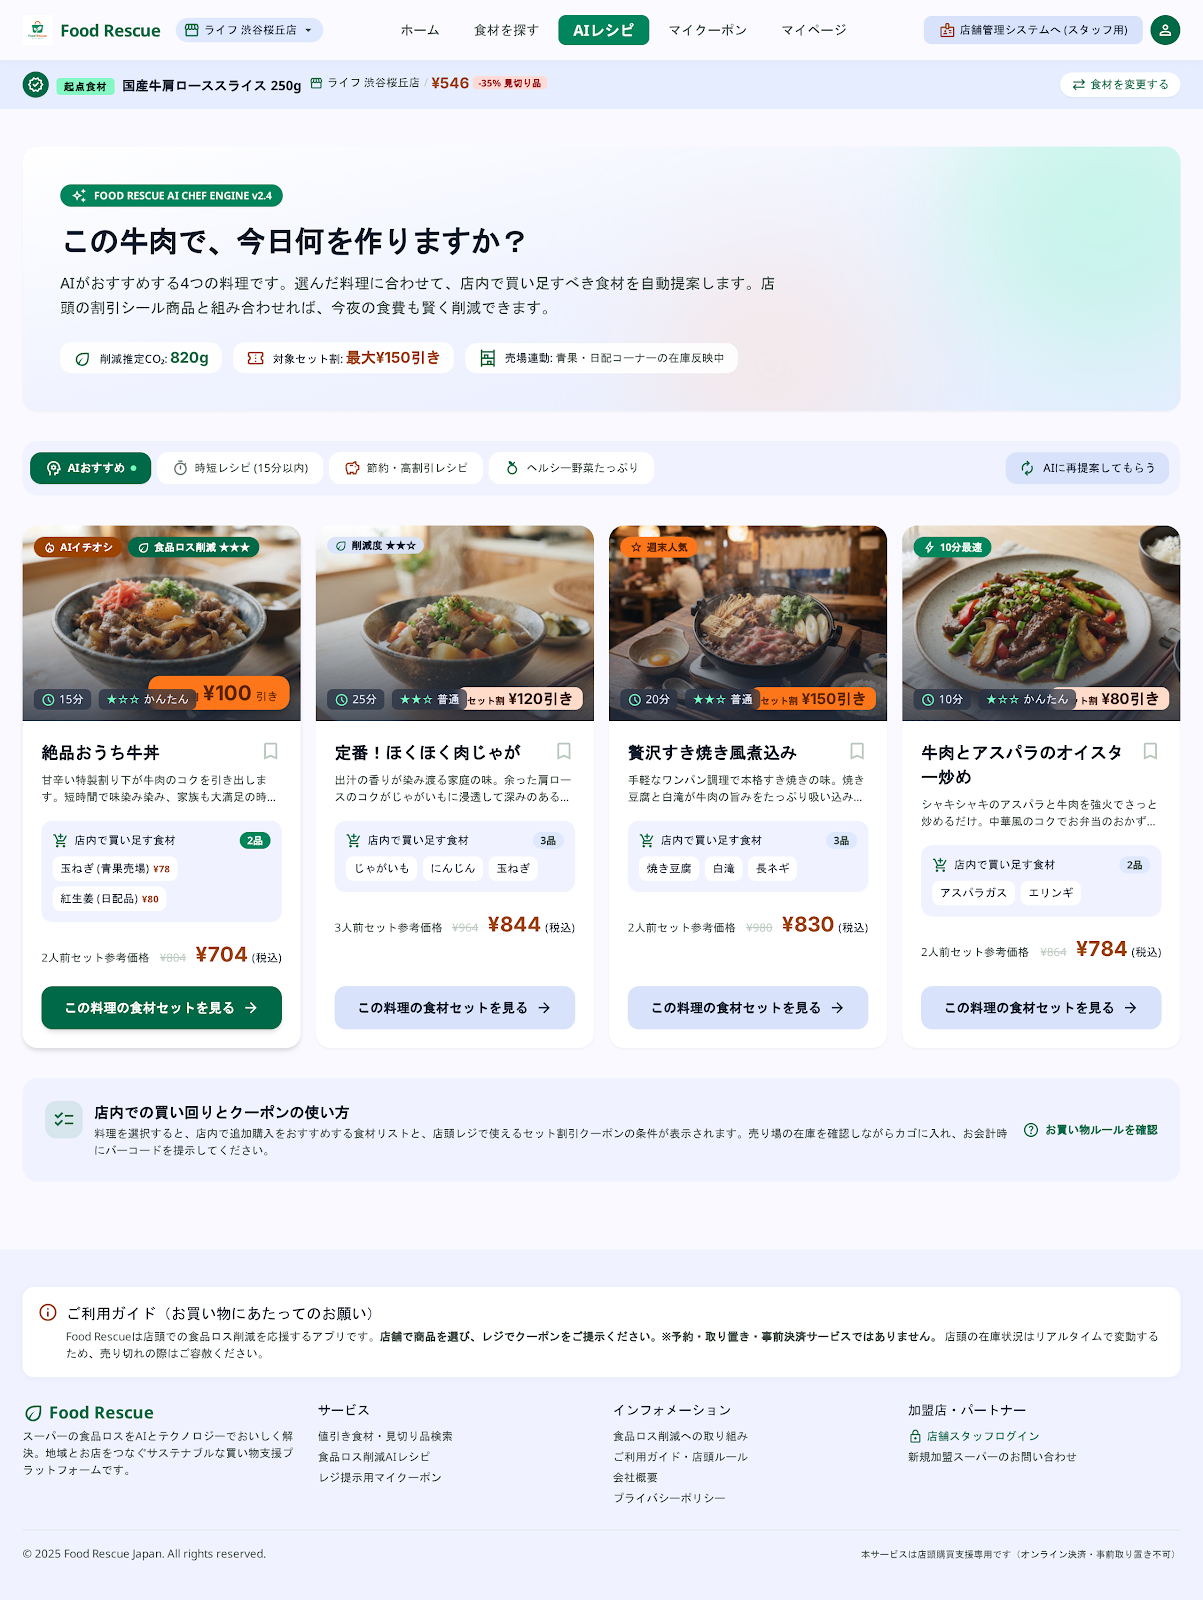 Food Rescue
ライフ 渋谷桜丘店
ホーム
食材を探す
AIレシピ
マイクーポン
マイページ
店舗管理システムへ (スタッフ用)
起点食材
国産牛肩ローススライス 250g
ライフ 渋谷桜丘店 / ¥546
-35% 見切り品
食材を変更する
FOOD RESCUE AI CHEF ENGINE v2.4
この牛肉で、今日何を作りますか？
AIがおすすめする4つの料理です。選んだ料理に合わせて、店内で買い足すべき食材を自動提案します。店
頭の割引シール商品と組み合わせれば、今夜の食費も賢く削減できます。
削減推定CO₂: 820g
対象セット割: 最大¥150引き
売場連動: 青果・日配コーナーの在庫反映中
AIおすすめ
時短レシピ (15分以内)
節約・高割引レシピ
ヘルシー野菜たっぷり
AIに再提案してもらう
AIイチオシ
食品ロス削減 ★★★
15分
★☆☆ かんたん
¥100 引き
絶品おうち牛丼
甘辛い特製割り下が牛肉のコクを引き出しま
す。短時間で味染み染み、家族も大満足の時...
店内で買い足す食材
2品
玉ねぎ (青果売場) ¥78
紅生姜 (日配品) ¥80
2人前セット参考価格 ¥804 ¥704 (税込)
この料理の食材セットを見る
削減度 ★★☆
25分
★★☆ 普通
セット割 ¥120引き
定番！ほくほく肉じゃが
出汁の香りが染み渡る家庭の味。余った肩ロー
スのコクがじゃがいもに浸透して深みのある...
店内で買い足す食材
3品
じゃがいも
にんじん
玉ねぎ
3人前セット参考価格 ¥964 ¥844 (税込)
この料理の食材セットを見る
週末人気
20分
★★☆ 普通
セット割 ¥150引き
贅沢すき焼き風煮込み
手軽なワンパン調理で本格すき焼きの味。焼き
豆腐と白滝が牛肉の旨みをたっぷり吸い込み...
店内で買い足す食材
3品
焼き豆腐
白滝
長ネギ
2人前セット参考価格 ¥980 ¥830 (税込)
この料理の食材セットを見る
10分最速
10分
★☆☆ かんたん
¥80引き
牛肉とアスパラのオイスタ
ー炒め
シャキシャキのアスパラと牛肉を強火でさっと
炒めるだけ。中華風のコクでお弁当のおかず...
店内で買い足す食材
2品
アスパラガス
エリンギ
2人前セット参考価格 ¥864 ¥784 (税込)
この料理の食材セットを見る
店内での買い回りとクーポンの使い方
料理を選択すると、店内で追加購入をおすすめする食材リストと、店頭レジで使えるセット割引クーポンの条件が表示されます。売り場の在庫を確認しながらカゴに入れ、お会計時
にバーコードを提示してください。
お買い物ルールを確認
ご利用ガイド（お買い物にあたってのお願い）
Food Rescueは店頭での食品ロス削減を応援するアプリです。店舗で商品を選び、レジでクーポンをご提示ください。※予約・取り置き・事前決済サービスではありません。 店頭の在庫状況はリアルタイムで変動する
ため、売り切れの際はご容赦ください。
Food Rescue
スーパーの食品ロスをAIとテクノロジーでおいしく解
決。地域とお店をつなぐサステナブルな買い物支援プ
ラットフォームです。
サービス
値引き食材・見切り品検索
食品ロス削減AIレシピ
レジ提示用マイクーポン
インフォメーション
食品ロス削減への取り組み
ご利用ガイド・店頭ルール
会社概要
プライバシーポリシー
加盟店・パートナー
店舗スタッフログイン
新規加盟スーパーのお問い合わせ
© 2025 Food Rescue Japan. All rights reserved.
本サービスは店頭購買支援専用です（オンライン決済・事前取り置き不可）